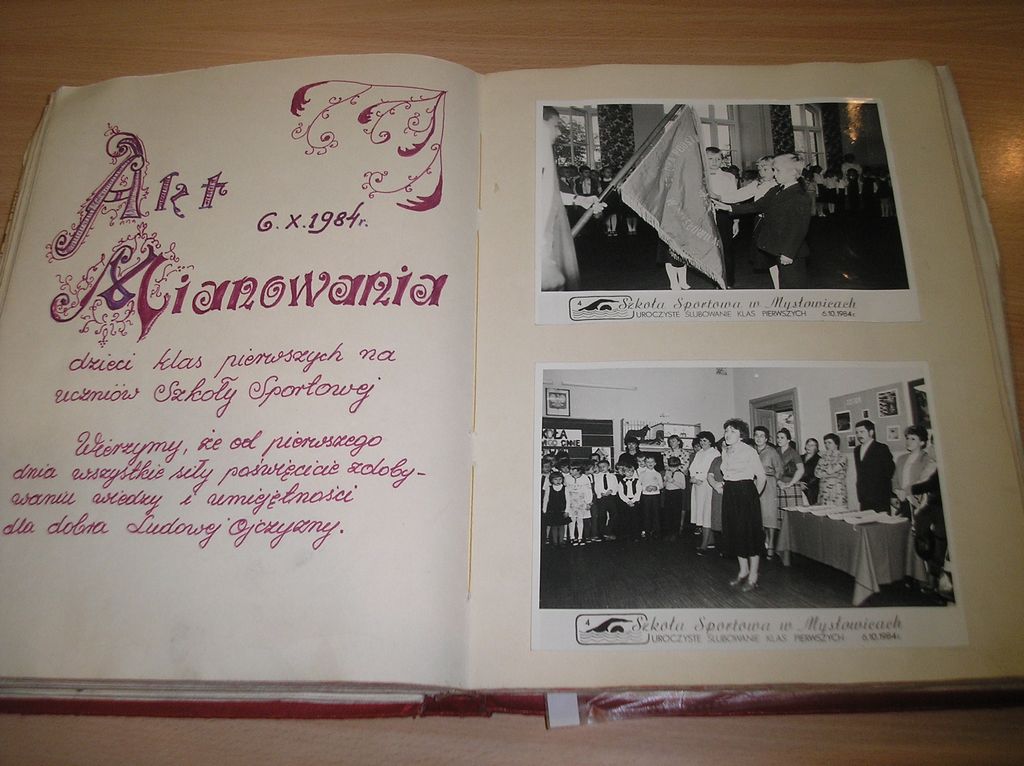 Akt
6.X.1984r.
Mianowania
dzieci klas pierwszych na
uczniów Szkoły Sportowej
Wierzymy, że od pierwszego
dnia wszystkie siły poświęcicie zdoby-
waniu wiedzy i umiejętności
dla dobra Ludowej Ojczyzny.
4
Szkoła Sportowa w Mysłowicach
UROCZYSTE ŚLUBOWANIE KLAS PIERWSZYCH 6.10.1984r.
4
Szkoła Sportowa w Mysłowicach
UROCZYSTE ŚLUBOWANIE KLAS PIERWSZYCH 6.10.1984r.